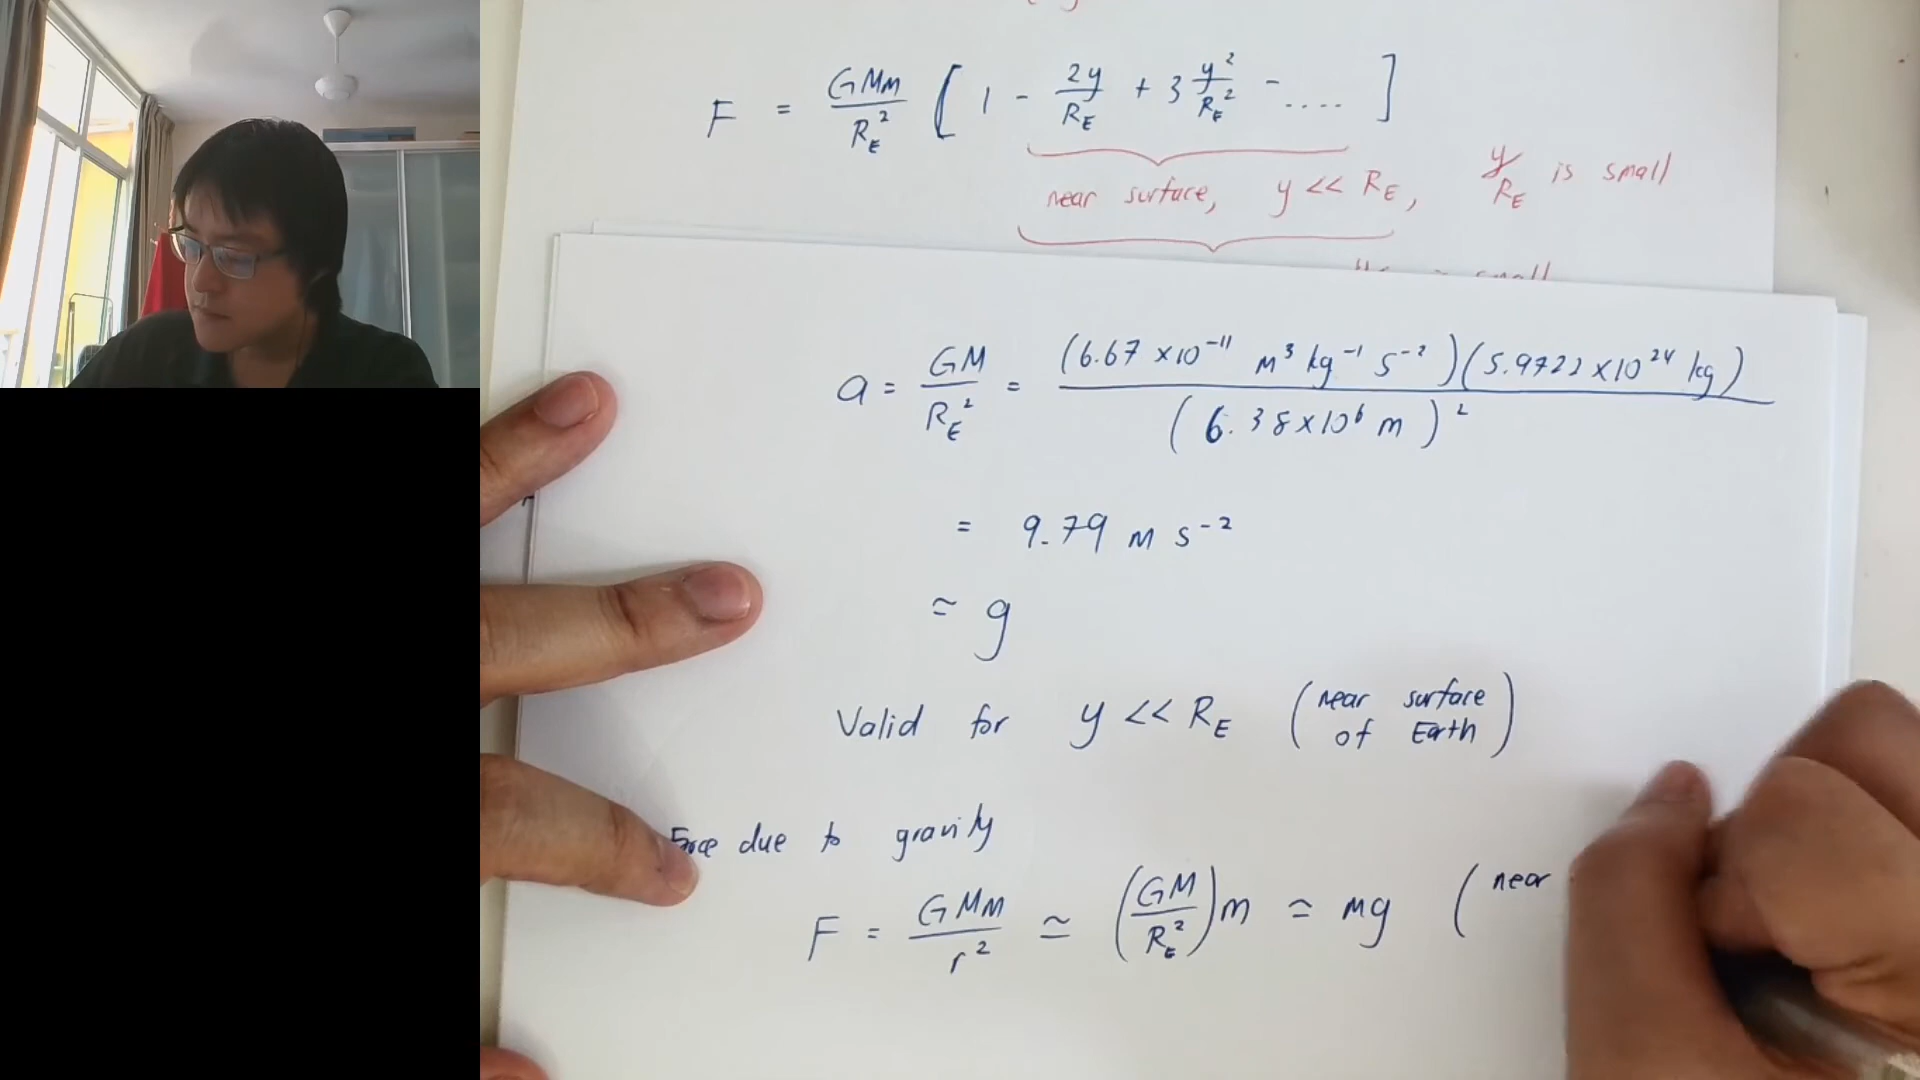 F = GMm/R_E² [ 1 - 2y/R_E + 3 y²/R_E² - .... ]
near surface, y << R_E, y/R_E is small
small
a = GM/R_E² = (6.67 ×10⁻¹¹ m³ kg⁻¹ s⁻²)(5.9722 ×10²⁴ kg) / (6.38×10⁶ m)²
= 9.79 m s⁻²
≈ g
Valid for y << R_E (near surface of Earth)
Force due to gravity
F = GMm/r² ≃ (GM/R_E²)m ≃ mg (near